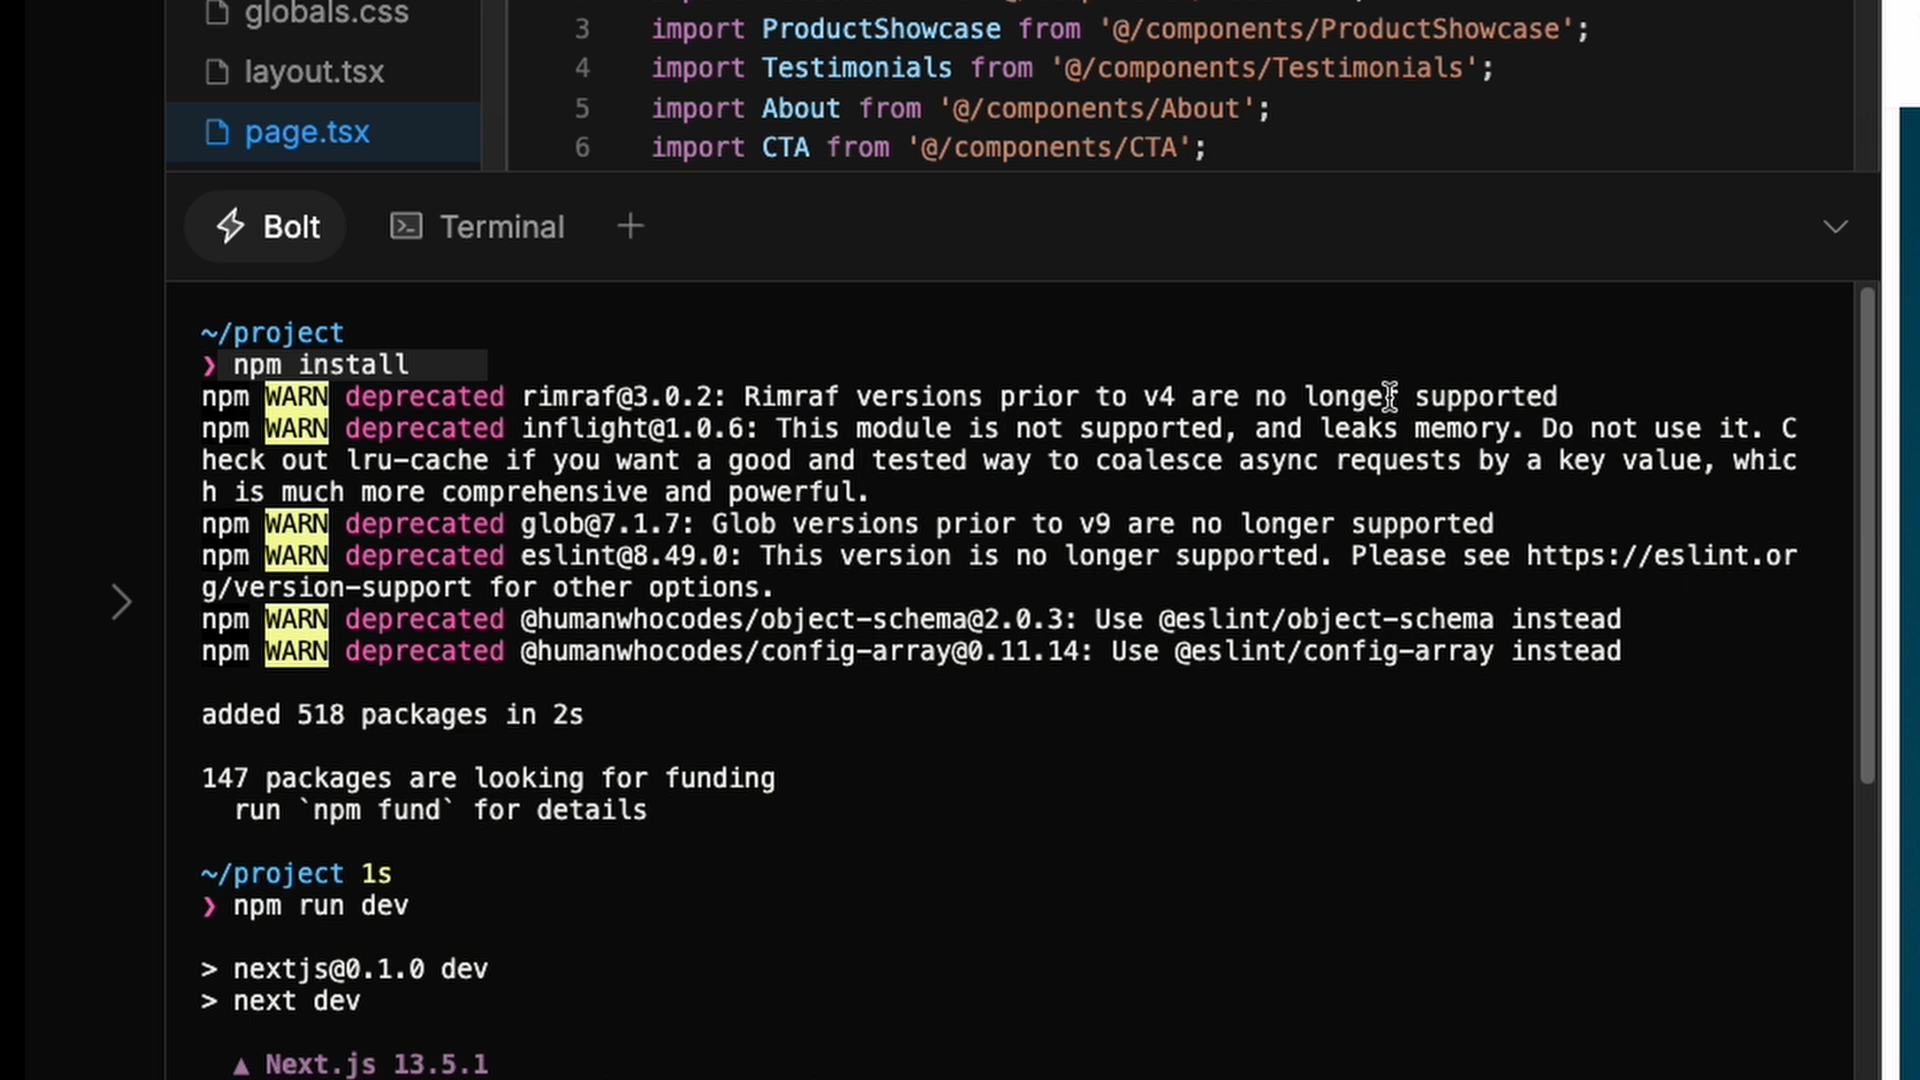 globals.css
layout.tsx
page.tsx
3 import ProductShowcase from '@/components/ProductShowcase';
4 import Testimonials from '@/components/Testimonials';
5 import About from '@/components/About';
6 import CTA from '@/components/CTA';
Bolt Terminal +
~/project
❯ npm install
npm WARN deprecated rimraf@3.0.2: Rimraf versions prior to v4 are no longer supported
npm WARN deprecated inflight@1.0.6: This module is not supported, and leaks memory. Do not use it. C
heck out lru-cache if you want a good and tested way to coalesce async requests by a key value, whic
h is much more comprehensive and powerful.
npm WARN deprecated glob@7.1.7: Glob versions prior to v9 are no longer supported
npm WARN deprecated eslint@8.49.0: This version is no longer supported. Please see https://eslint.or
g/version-support for other options.
npm WARN deprecated @humanwhocodes/object-schema@2.0.3: Use @eslint/object-schema instead
npm WARN deprecated @humanwhocodes/config-array@0.11.14: Use @eslint/config-array instead
added 518 packages in 2s
147 packages are looking for funding
run `npm fund` for details
~/project 1s
❯ npm run dev
> nextjs@0.1.0 dev
> next dev
▲ Next.js 13.5.1